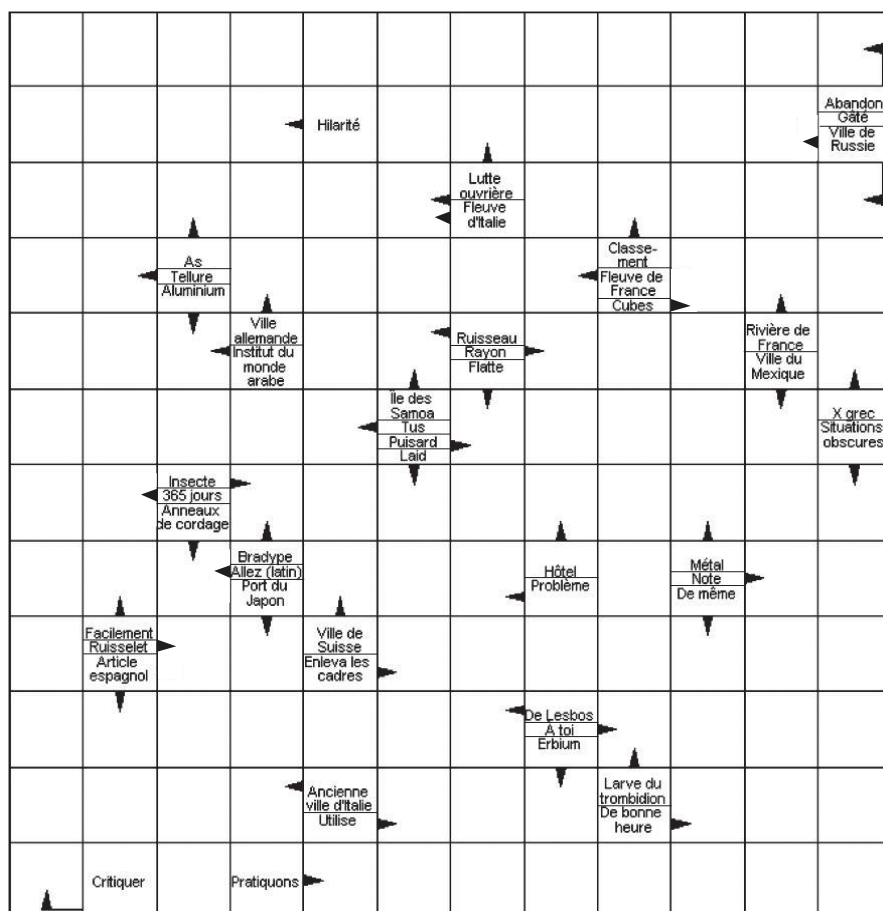 Hilarité
Abandon
Gâté
Ville de
Russie
Lutte
ouvrière
Fleuve
d'Italie
As
Tellure
Aluminium
Classe-
ment
Fleuve de
France
Cubes
Ville
allemande
Institut du
monde
arabe
Ruisseau
Rayon
Flatte
Rivière de
France
Ville du
Mexique
Île des
Samoa
Tus
Puisard
Laid
X grec
Situations
obscures
Insecte
365 jours
Anneaux
de cordage
Bradype
Allez (latin)
Port du
Japon
Hôtel
Problème
Métal
Note
De même
Facilement
Ruisselet
Article
espagnol
Ville de
Suisse
Enleva les
cadres
De Lesbos
À toi
Erbium
Ancienne
ville d'Italie
Utilise
Larve du
trombidion
De bonne
heure
Critiquer
Pratiquons